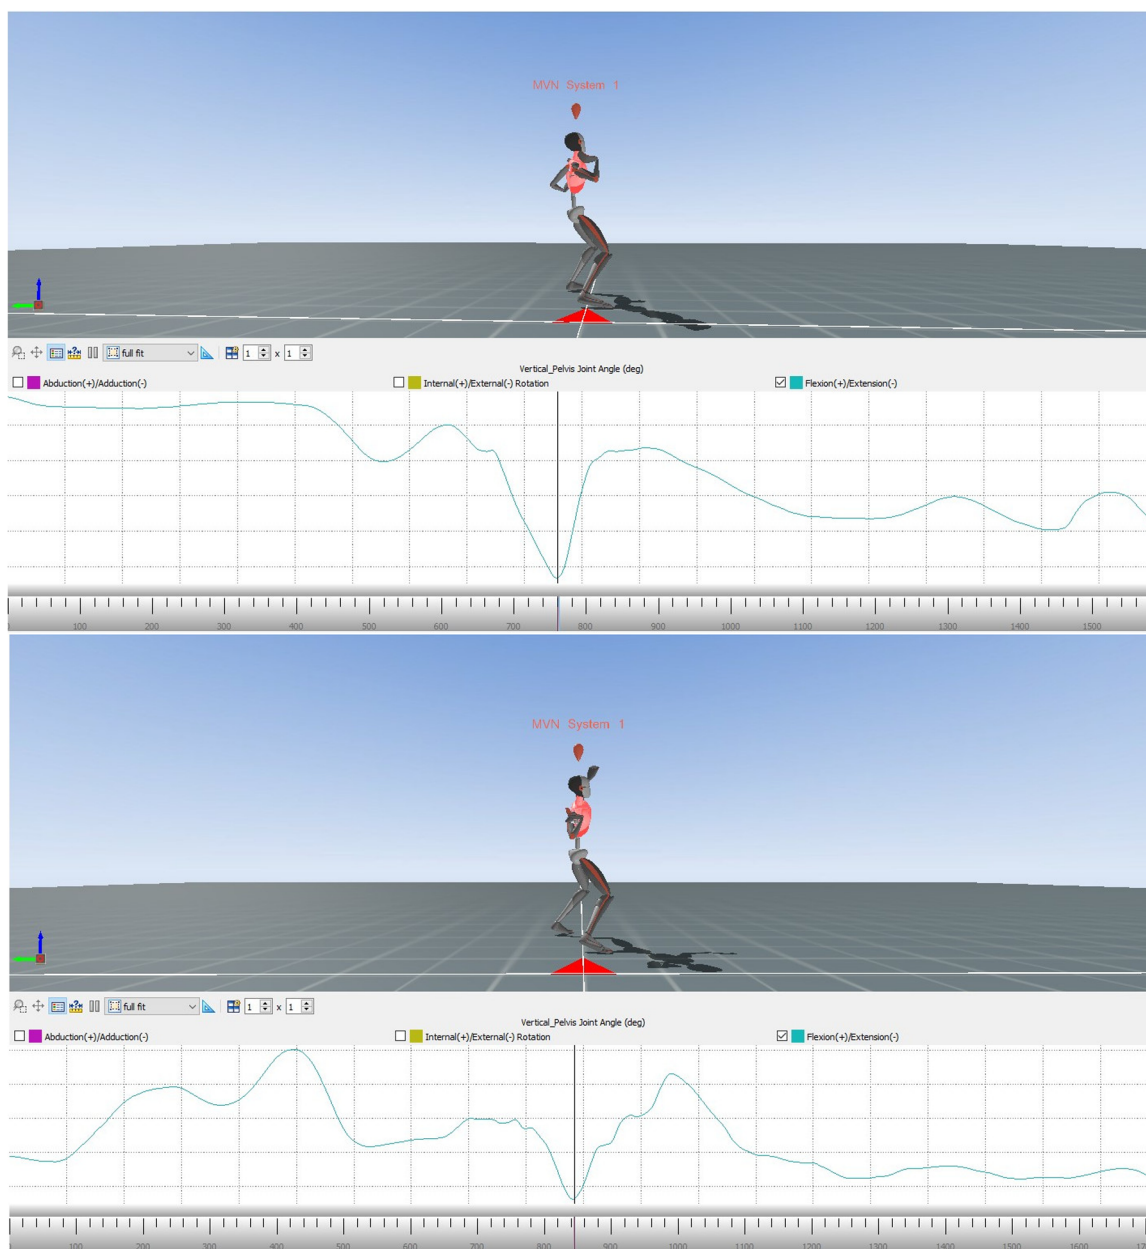 MVN System 1
full fit 1 x 1
Vertical_Pelvis Joint Angle (deg)
Abduction(+)/Adduction(-) Internal(+)/External(-) Rotation Flexion(+)/Extension(-)
100 200 300 400 500 600 700 800 900 1000 1100 1200 1300 1400 1500
MVN System 1
full fit 1 x 1
Vertical_Pelvis Joint Angle (deg)
Abduction(+)/Adduction(-) Internal(+)/External(-) Rotation Flexion(+)/Extension(-)
100 200 300 400 500 600 700 800 900 1000 1100 1200 1300 1400 1500 1600